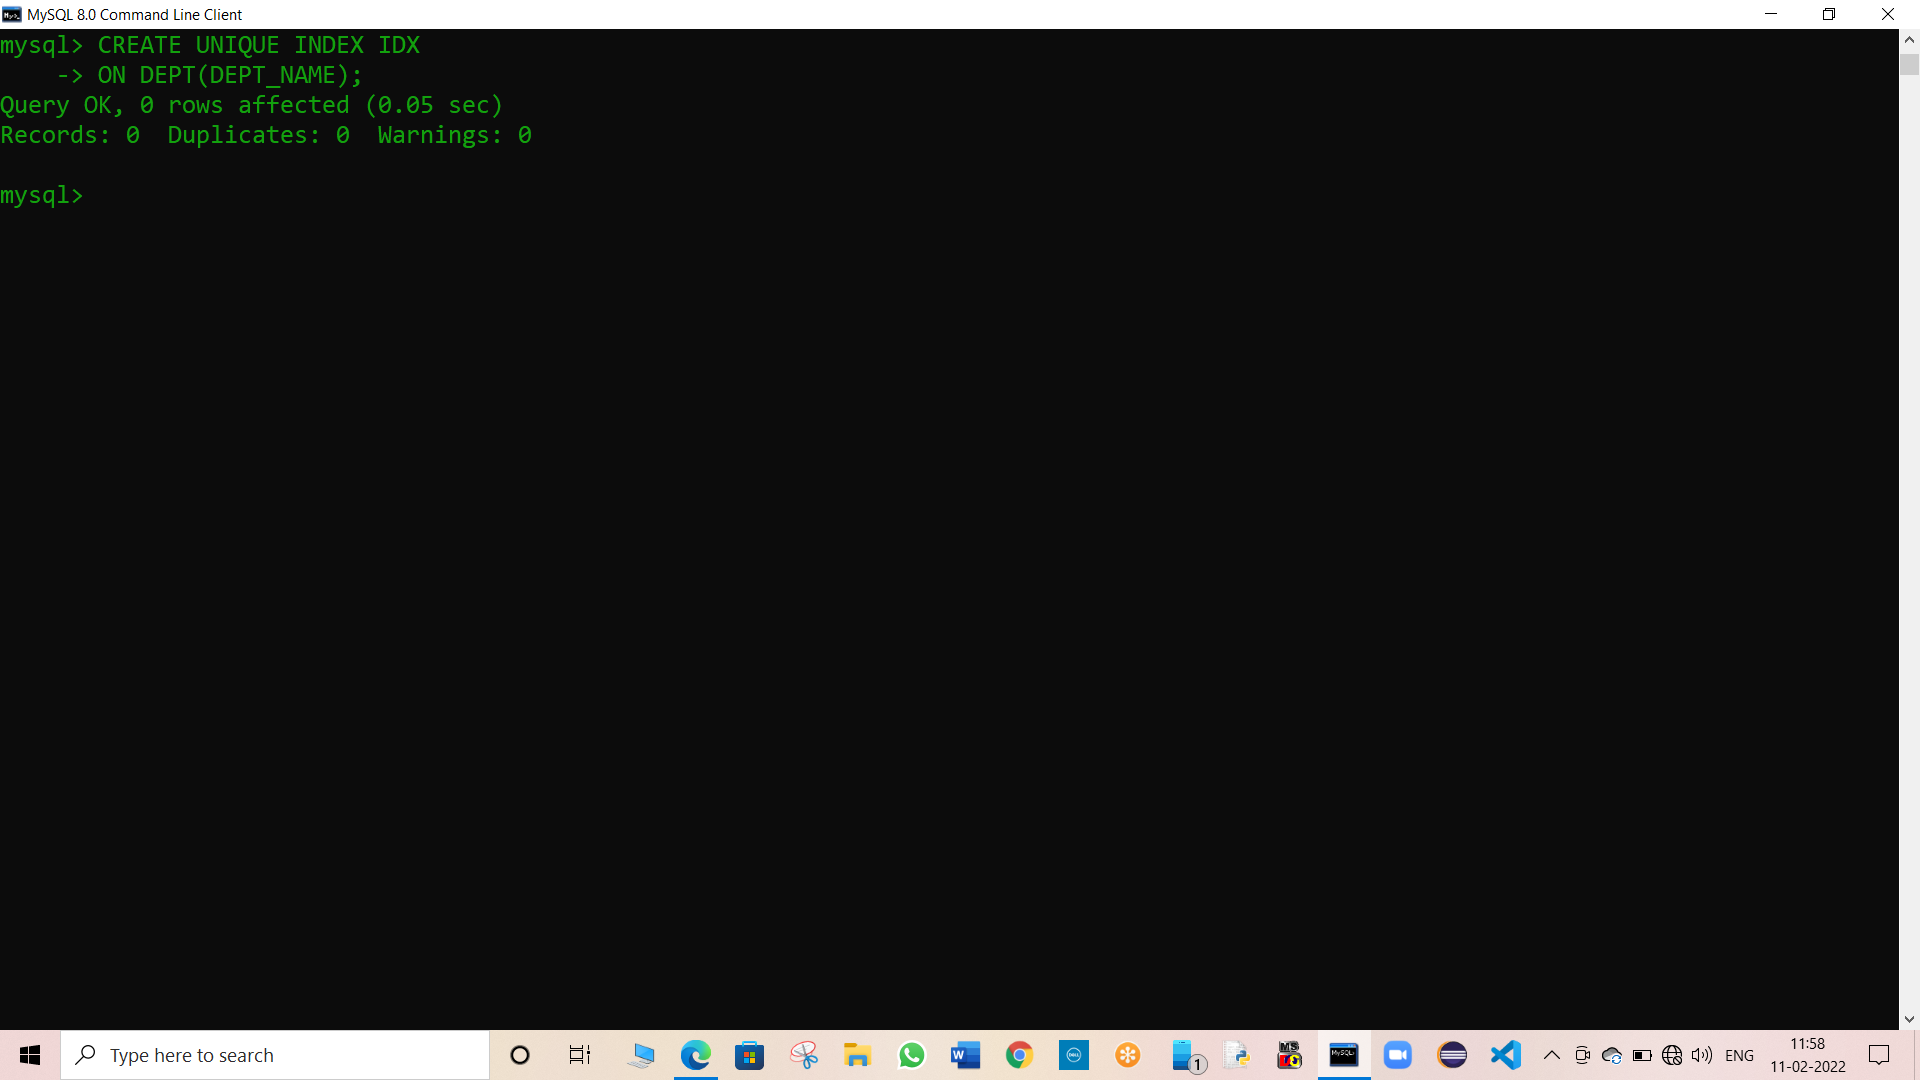 MySQL 8.0 Command Line Client
mysql> CREATE UNIQUE INDEX IDX
    -> ON DEPT(DEPT_NAME);
Query OK, 0 rows affected (0.05 sec)
Records: 0  Duplicates: 0  Warnings: 0
mysql>
Type here to search
1
ENG
11:58
11-02-2022